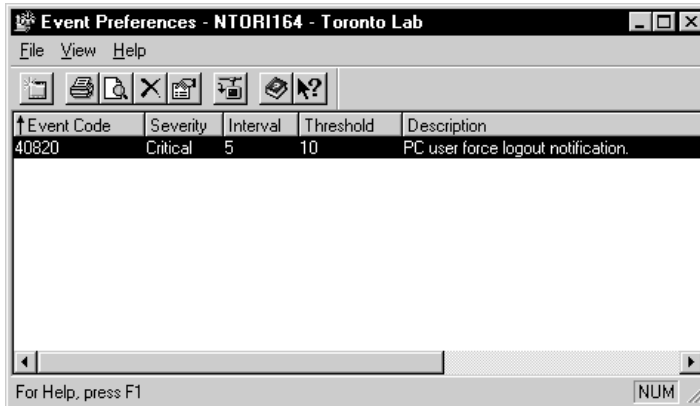 Event Preferences - NTORI164 - Toronto Lab
File View Help
Event Code Severity Interval Threshold Description
40820 Critical 5 10 PC user force logout notification.
For Help, press F1 NUM